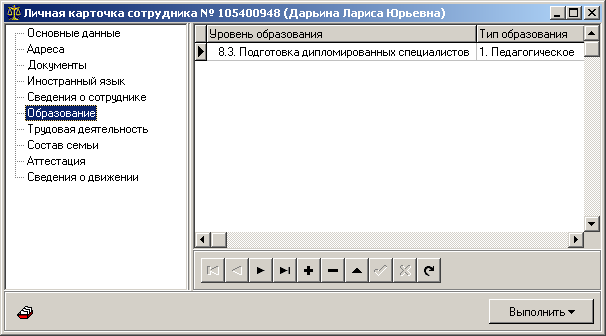 Личная карточка сотрудника № 105400948 (Дарьина Лариса Юрьевна)
Основные данные
Адреса
Документы
Иностранный язык
Сведения о сотруднике
Образование
Трудовая деятельность
Состав семьи
Аттестация
Сведения о движении
Уровень образования Тип образования
8.3. Подготовка дипломированных специалистов 1. Педагогическое
Выполнить